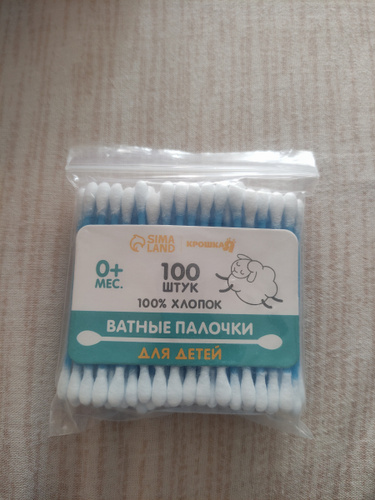 SIMA
LAND
КРОШКА Я
0+
МЕС.
100
ШТУК
100% ХЛОПОК
ВАТНЫЕ ПАЛОЧКИ
ДЛЯ ДЕТЕЙ